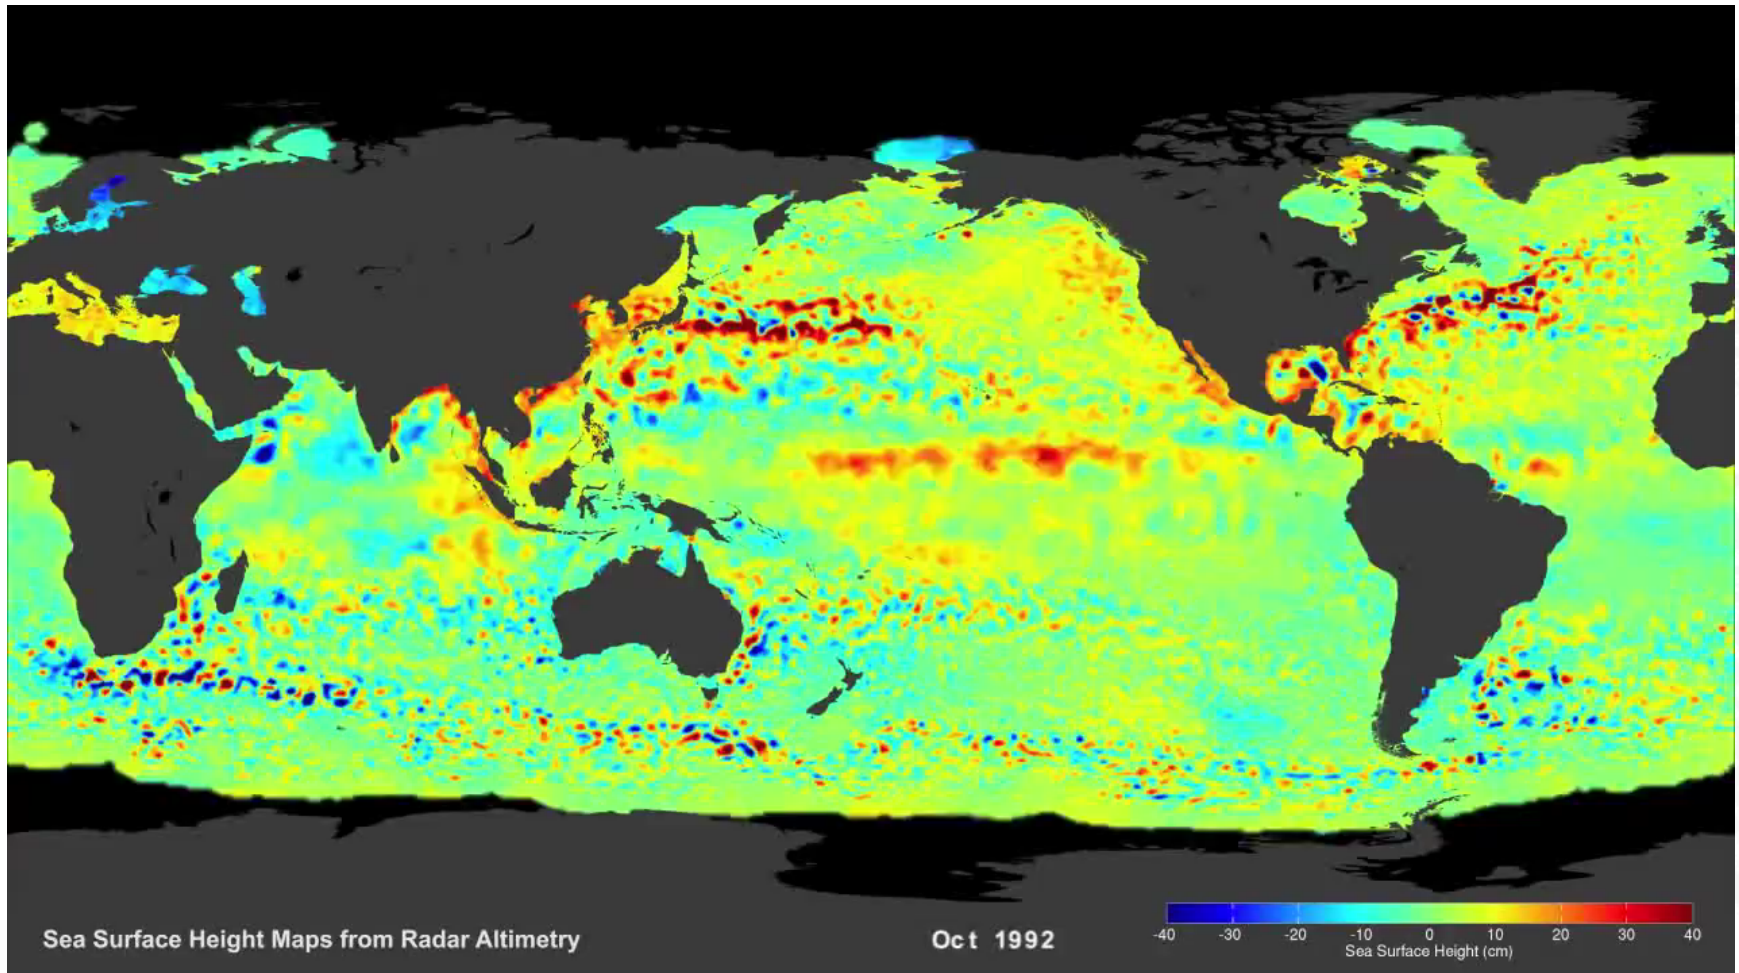 Sea Surface Height Maps from Radar Altimetry
Oct 1992
-40 -30 -20 -10 0 10 20 30 40
Sea Surface Height (cm)